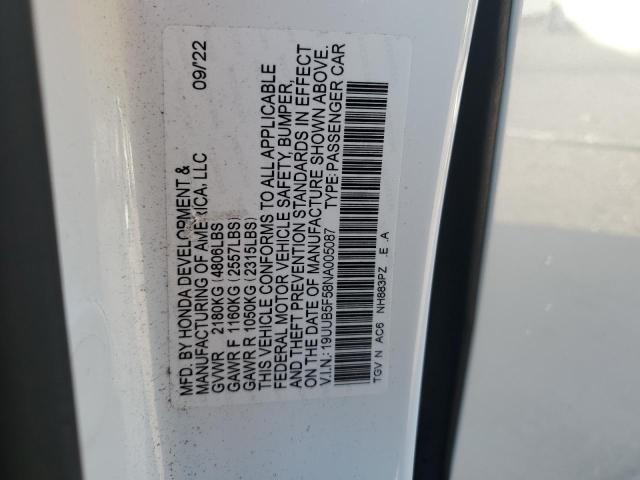 MFD. BY HONDA DEVELOPMENT & 09/22
MANUFACTURING OF AMERICA, LLC
GVWR 2180KG (4806LBS)
GAWR F 1160KG (2557LBS)
GAWR R 1050KG (2315LBS)
THIS VEHICLE CONFORMS TO ALL APPLICABLE
FEDERAL MOTOR VEHICLE SAFETY, BUMPER,
AND THEFT PREVENTION STANDARDS IN EFFECT
ON THE DATE OF MANUFACTURE SHOWN ABOVE.
V.I.N.: 19UUB5F58NA005087 TYPE: PASSENGER CAR
TGV N AC6 NH883PZ E A